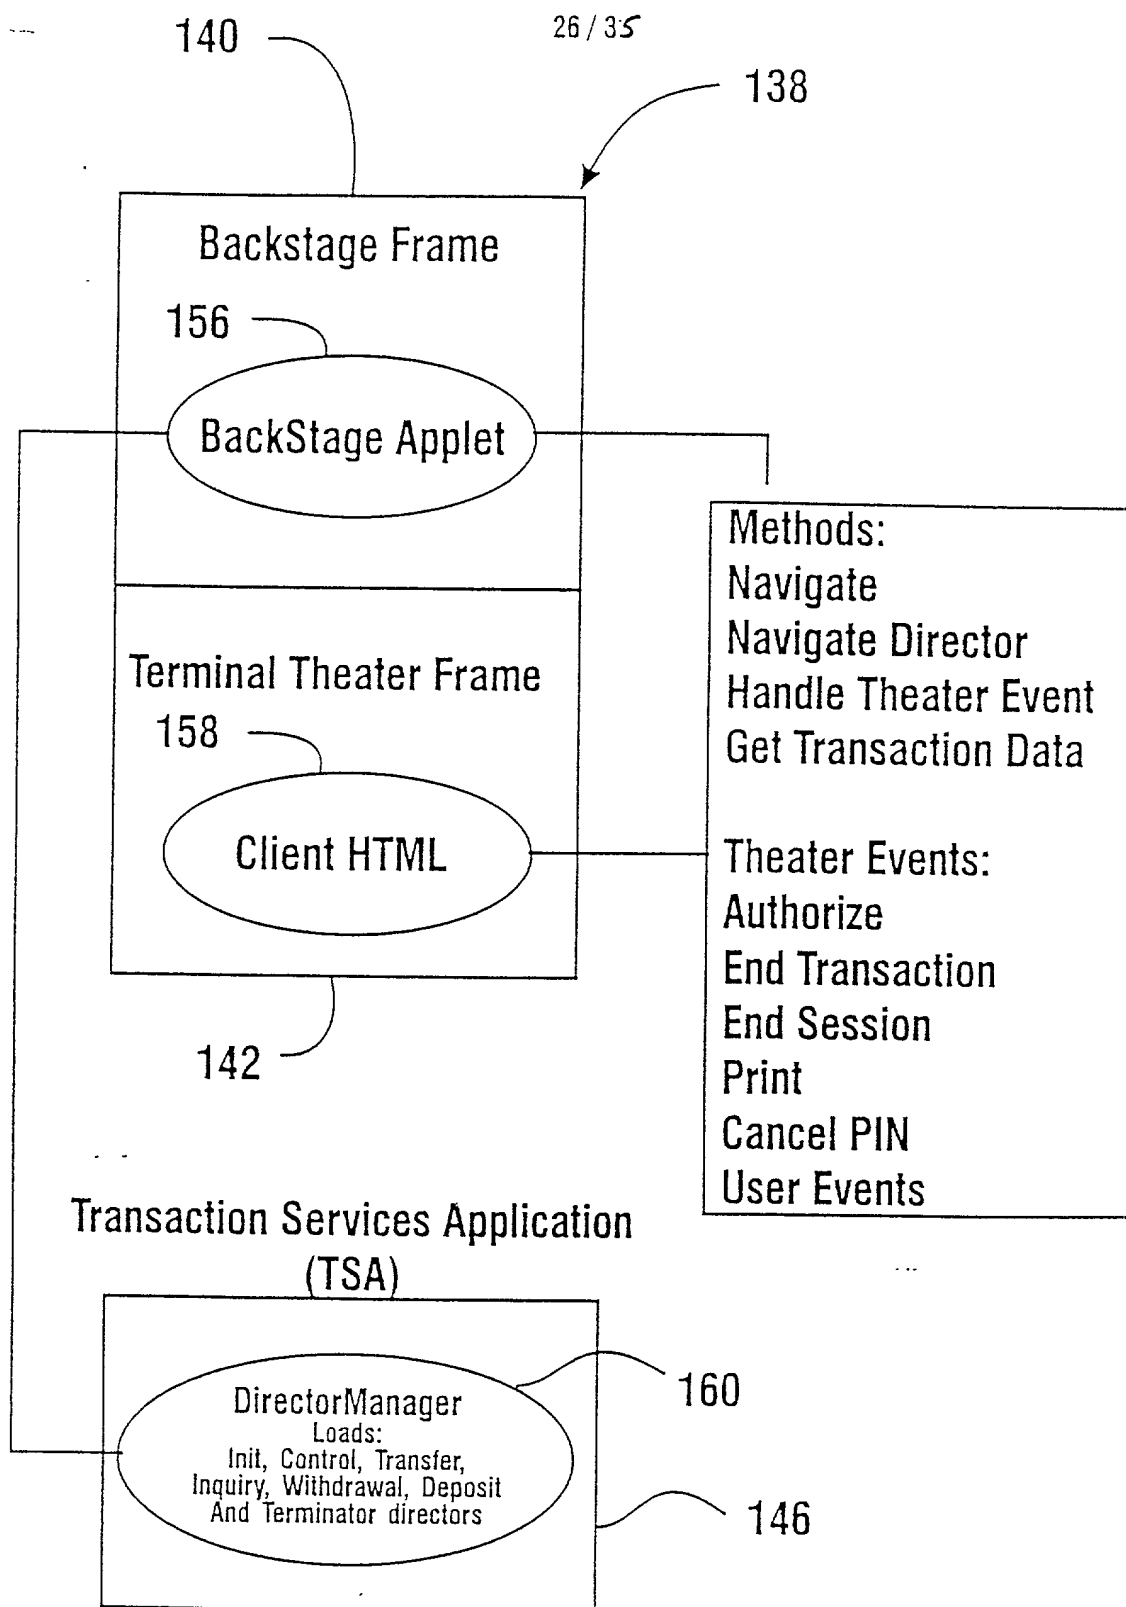 26/35
140
138
Backstage Frame
156
BackStage Applet
Terminal Theater Frame
158
Client HTML
142
Methods:
Navigate
Navigate Director
Handle Theater Event
Get Transaction Data
Theater Events:
Authorize
End Transaction
End Session
Print
Cancel PIN
User Events
Transaction Services Application
(TSA)
DirectorManager
Loads:
Init, Control, Transfer,
Inquiry, Withdrawal, Deposit
And Terminator directors
160
146